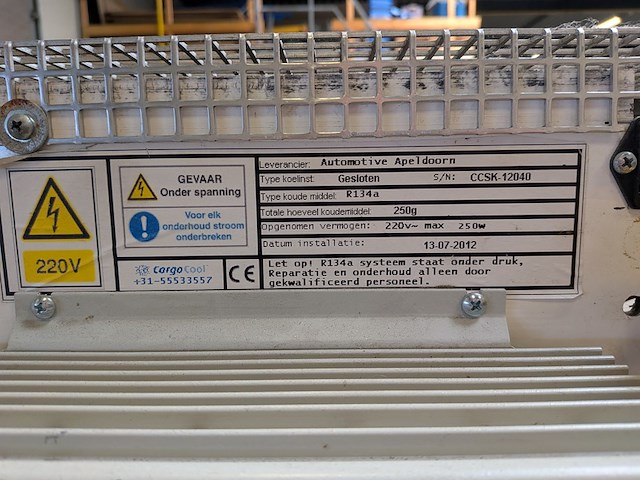 220V
GEVAAR
Onder spanning
Voor elk
onderhoud stroom
onderbreken
CargoCool
+31-55533557
CE
Leverancier: Automotive Apeldoorn
Type koelinst: Gesloten S/N: CCSK-12040
Type koude middel: R134a
Totale hoeveel koudemiddel: 250g
Opgenomen vermogen: 220v~ max 250w
Datum installatie: 13-07-2012
Let op! R134a systeem staat onder druk,
Reparatie en onderhoud alleen door
gekwalificeerd personeel.